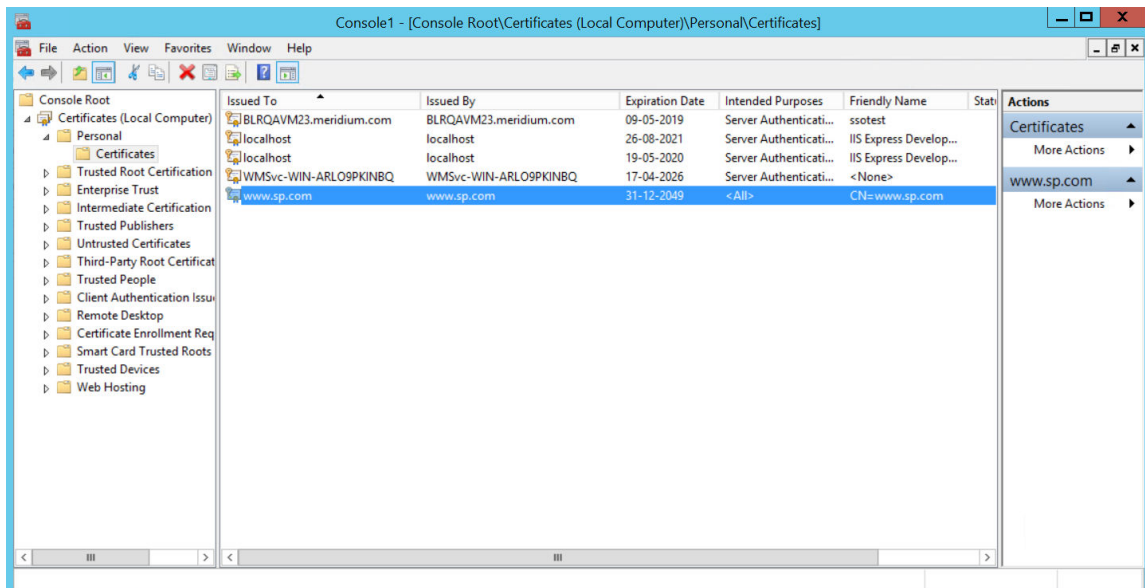 Console1 - [Console Root\Certificates (Local Computer)\Personal\Certificates]
File Action View Favorites Window Help
Console Root
Certificates (Local Computer)
Personal
Certificates
Trusted Root Certification
Enterprise Trust
Intermediate Certification
Trusted Publishers
Untrusted Certificates
Third-Party Root Certificat
Trusted People
Client Authentication Issu
Remote Desktop
Certificate Enrollment Req
Smart Card Trusted Roots
Trusted Devices
Web Hosting
Issued To Issued By Expiration Date Intended Purposes Friendly Name Stat
BLRQAVM23.meridium.com BLRQAVM23.meridium.com 09-05-2019 Server Authenticati... ssotest
localhost localhost 26-08-2021 Server Authenticati... IIS Express Develop...
localhost localhost 19-05-2020 Server Authenticati... IIS Express Develop...
WMSvc-WIN-ARLO9PKINBQ WMSvc-WIN-ARLO9PKINBQ 17-04-2026 Server Authenticati... <None>
www.sp.com www.sp.com 31-12-2049 <All> CN=www.sp.com
Actions
Certificates
More Actions
www.sp.com
More Actions